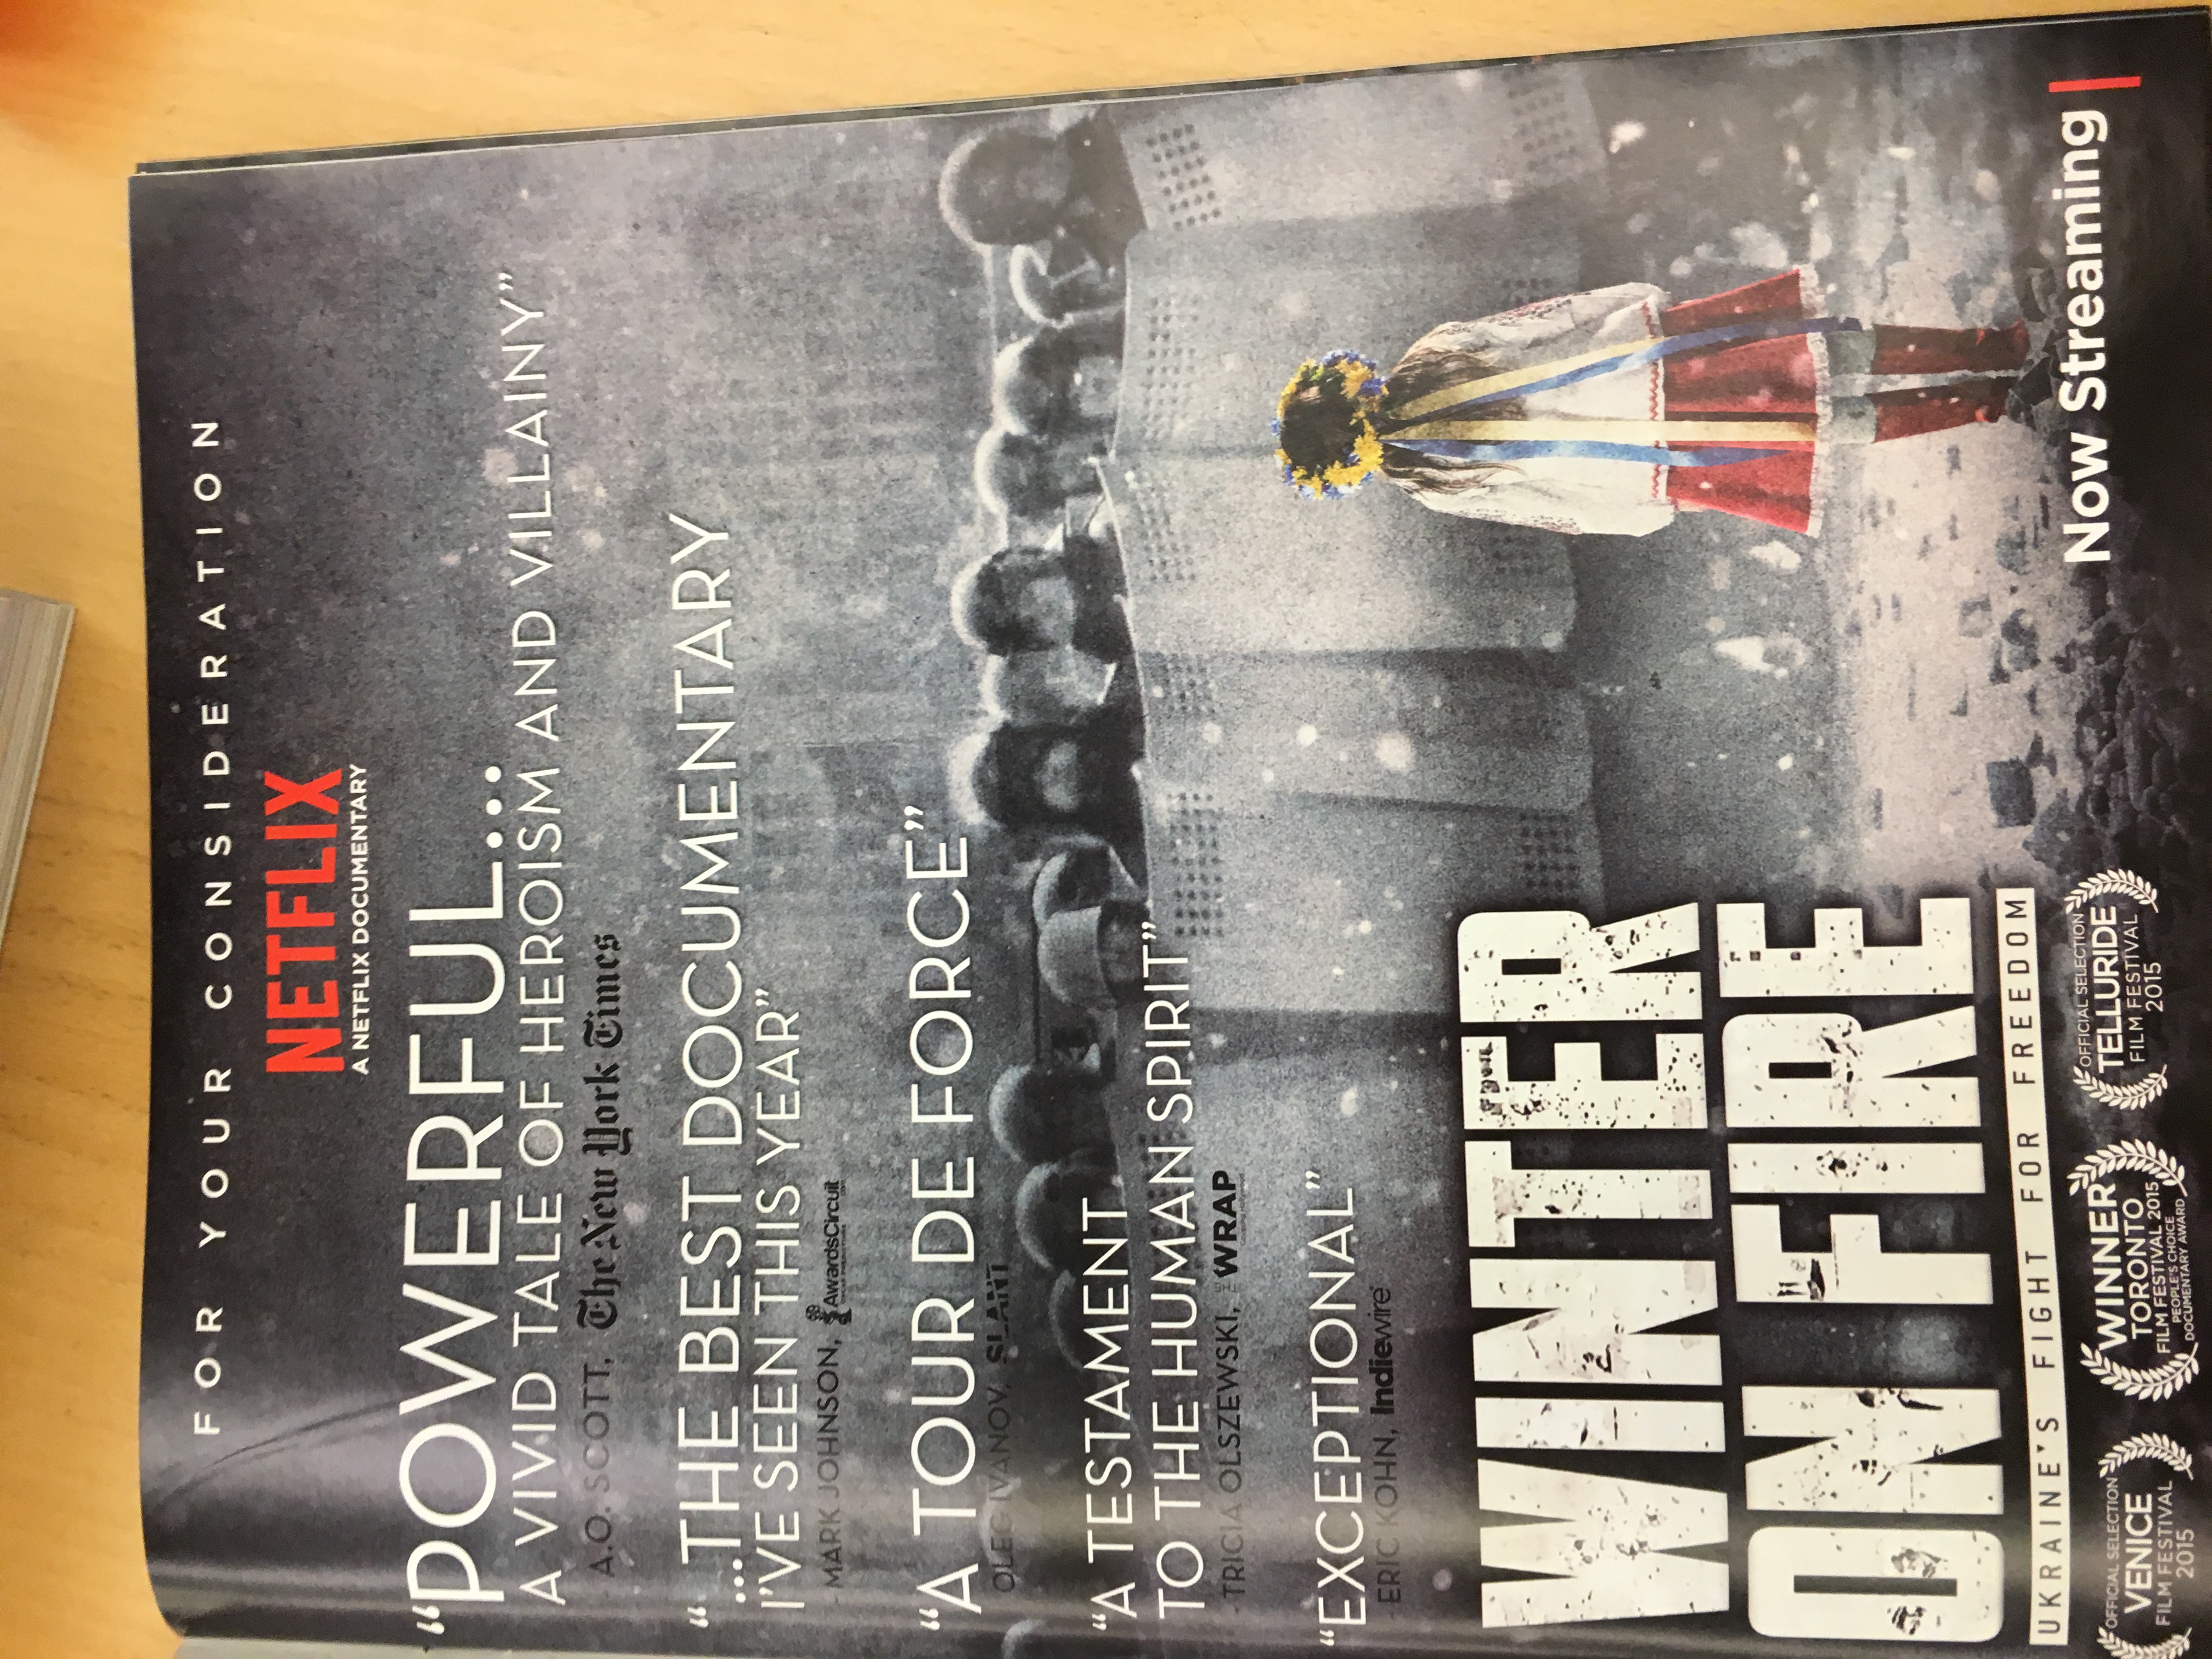 FOR YOUR CONSIDERATION
NETFLIX
A NETFLIX DOCUMENTARY
“POWERFUL...
A VIVID TALE OF HEROISM AND VILLAINY”
- A.O. SCOTT, The New York Times
“...THE BEST DOCUMENTARY
I’VE SEEN THIS YEAR”
- MARK JOHNSON, AwardsCircuit
“A TOUR DE FORCE”
OLEG IVANOV, SLANT
“A TESTAMENT
TO THE HUMAN SPIRIT”
- TRICIA OLSZEWSKI, THE WRAP
Covering Hollywood
“EXCEPTIONAL”
- ERIC KOHN, Indiewire
WINTER
ON FIRE
UKRAINE'S FIGHT FOR FREEDOM
OFFICIAL SELECTION
VENICE
FILM FESTIVAL
2015
WINNER
TORONTO
FILM FESTIVAL 2015
PEOPLE'S CHOICE
DOCUMENTARY AWARD
OFFICIAL SELECTION
TELLURIDE
FILM FESTIVAL
2015
Now Streaming